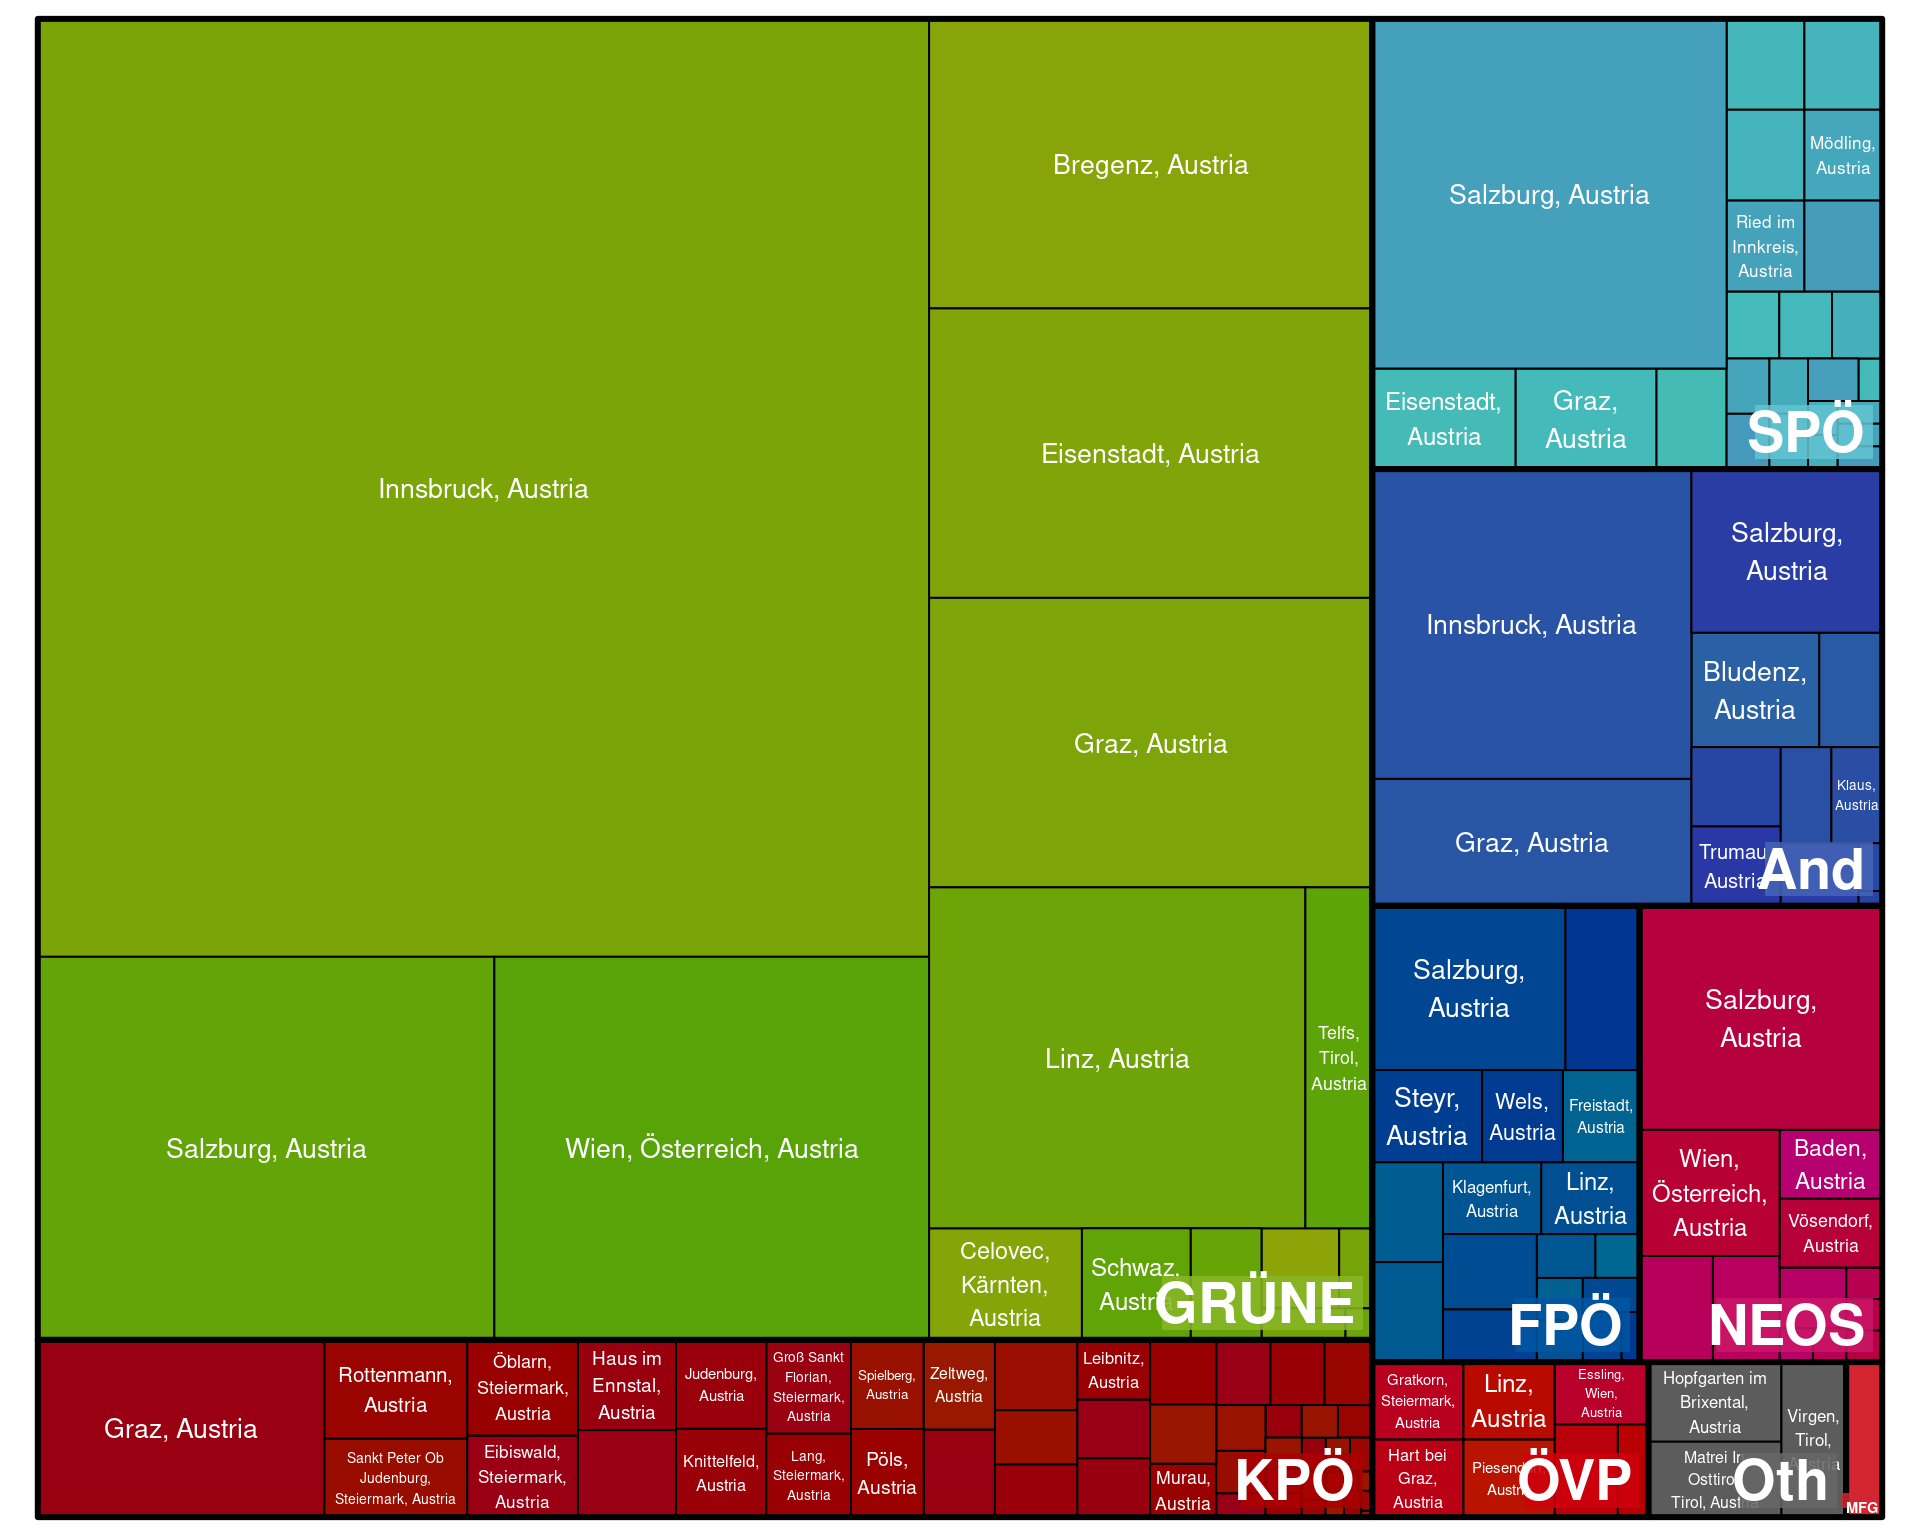 Innsbruck, Austria
Salzburg, Austria
Wien, Österreich, Austria
Bregenz, Austria
Eisenstadt, Austria
Graz, Austria
Linz, Austria
Telfs,
Tirol,
Austria
Celovec,
Kärnten,
Austria
Schwaz,
Austria
GRÜNE
Salzburg, Austria
Eisenstadt,
Austria
Graz,
Austria
Mödling,
Austria
Ried im
Innkreis,
Austria
SPÖ
Innsbruck, Austria
Graz, Austria
Salzburg,
Austria
Bludenz,
Austria
Klaus,
Austria
Trumau,
Austria
And
Salzburg,
Austria
Steyr,
Austria
Wels,
Austria
Freistadt,
Austria
Klagenfurt,
Austria
Linz,
Austria
FPÖ
Salzburg,
Austria
Wien,
Österreich,
Austria
Baden,
Austria
Vösendorf,
Austria
NEOS
Graz, Austria
Rottenmann,
Austria
Sankt Peter Ob
Judenburg,
Steiermark, Austria
Öblarn,
Steiermark,
Austria
Eibiswald,
Steiermark,
Austria
Haus im
Ennstal,
Austria
Judenburg,
Austria
Knittelfeld,
Austria
Groß Sankt
Florian,
Steiermark,
Austria
Lang,
Steiermark,
Austria
Spielberg,
Austria
Pöls,
Austria
Zeltweg,
Austria
Leibnitz,
Austria
Murau,
Austria
KPÖ
Gratkorn,
Steiermark,
Austria
Hart bei
Graz,
Austria
Linz,
Austria
Piesendorf,
Austria
Essling,
Wien,
Austria
ÖVP
Hopfgarten im
Brixental,
Austria
Matrei In
Osttirol,
Tirol, Austria
Virgen,
Tirol,
Austria
Oth
MFG